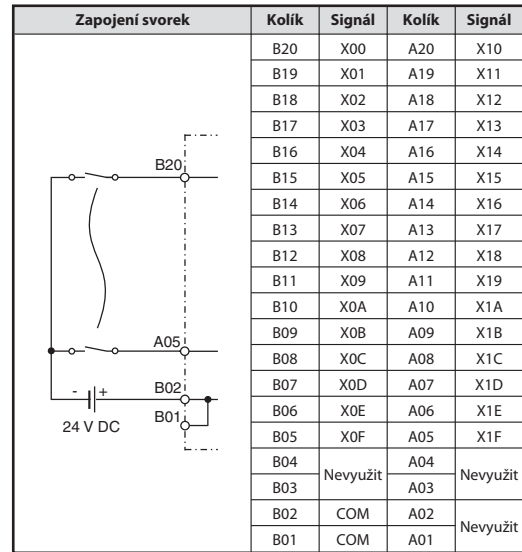 Zapojení svorek Kolík Signál Kolík Signál
B20 X00 A20 X10
B19 X01 A19 X11
B18 X02 A18 X12
B17 X03 A17 X13
B16 X04 A16 X14
B15 X05 A15 X15
B14 X06 A14 X16
B13 X07 A13 X17
B12 X08 A12 X18
B11 X09 A11 X19
B10 X0A A10 X1A
B09 X0B A09 X1B
B08 X0C A08 X1C
B07 X0D A07 X1D
B06 X0E A06 X1E
B05 X0F A05 X1F
B04 Nevyužit A04 Nevyužit
B03 A03
B02 COM A02 Nevyužit
B01 COM A01
B20
A05
- + B02
B01
24 V DC